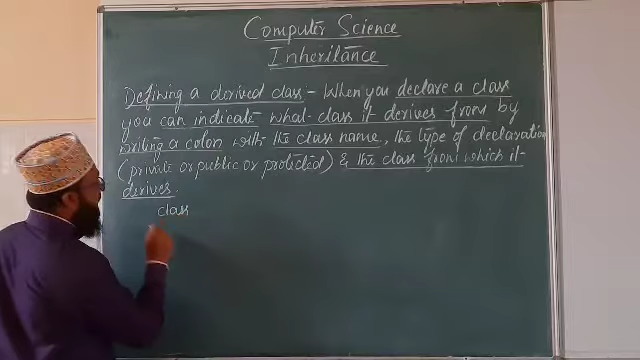 Computer Science
Inheritance
Defining a derived class - When you declare a class
you can indicate what class it derives from by
writing a colon with the class name, the type of declaration
(private or public or protected) & the class from which it
derives.
class